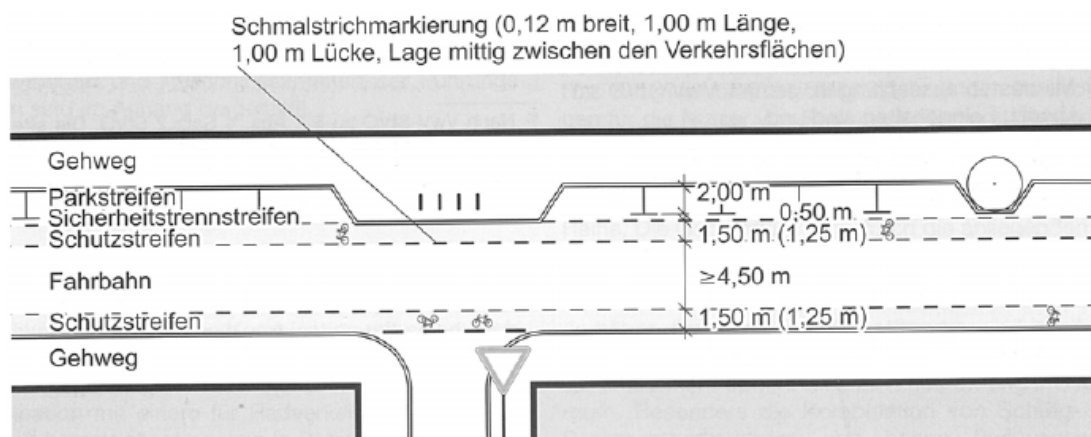 Schmalstrichmarkierung (0,12 m breit, 1,00 m Länge,
1,00 m Lücke, Lage mittig zwischen den Verkehrsflächen)
Gehweg
Parkstreifen
2,00 m
Sicherheitstrennstreifen
0,50 m
Schutzstreifen
1,50 m (1,25 m)
Fahrbahn
≥4,50 m
Schutzstreifen
1,50 m (1,25 m)
Gehweg